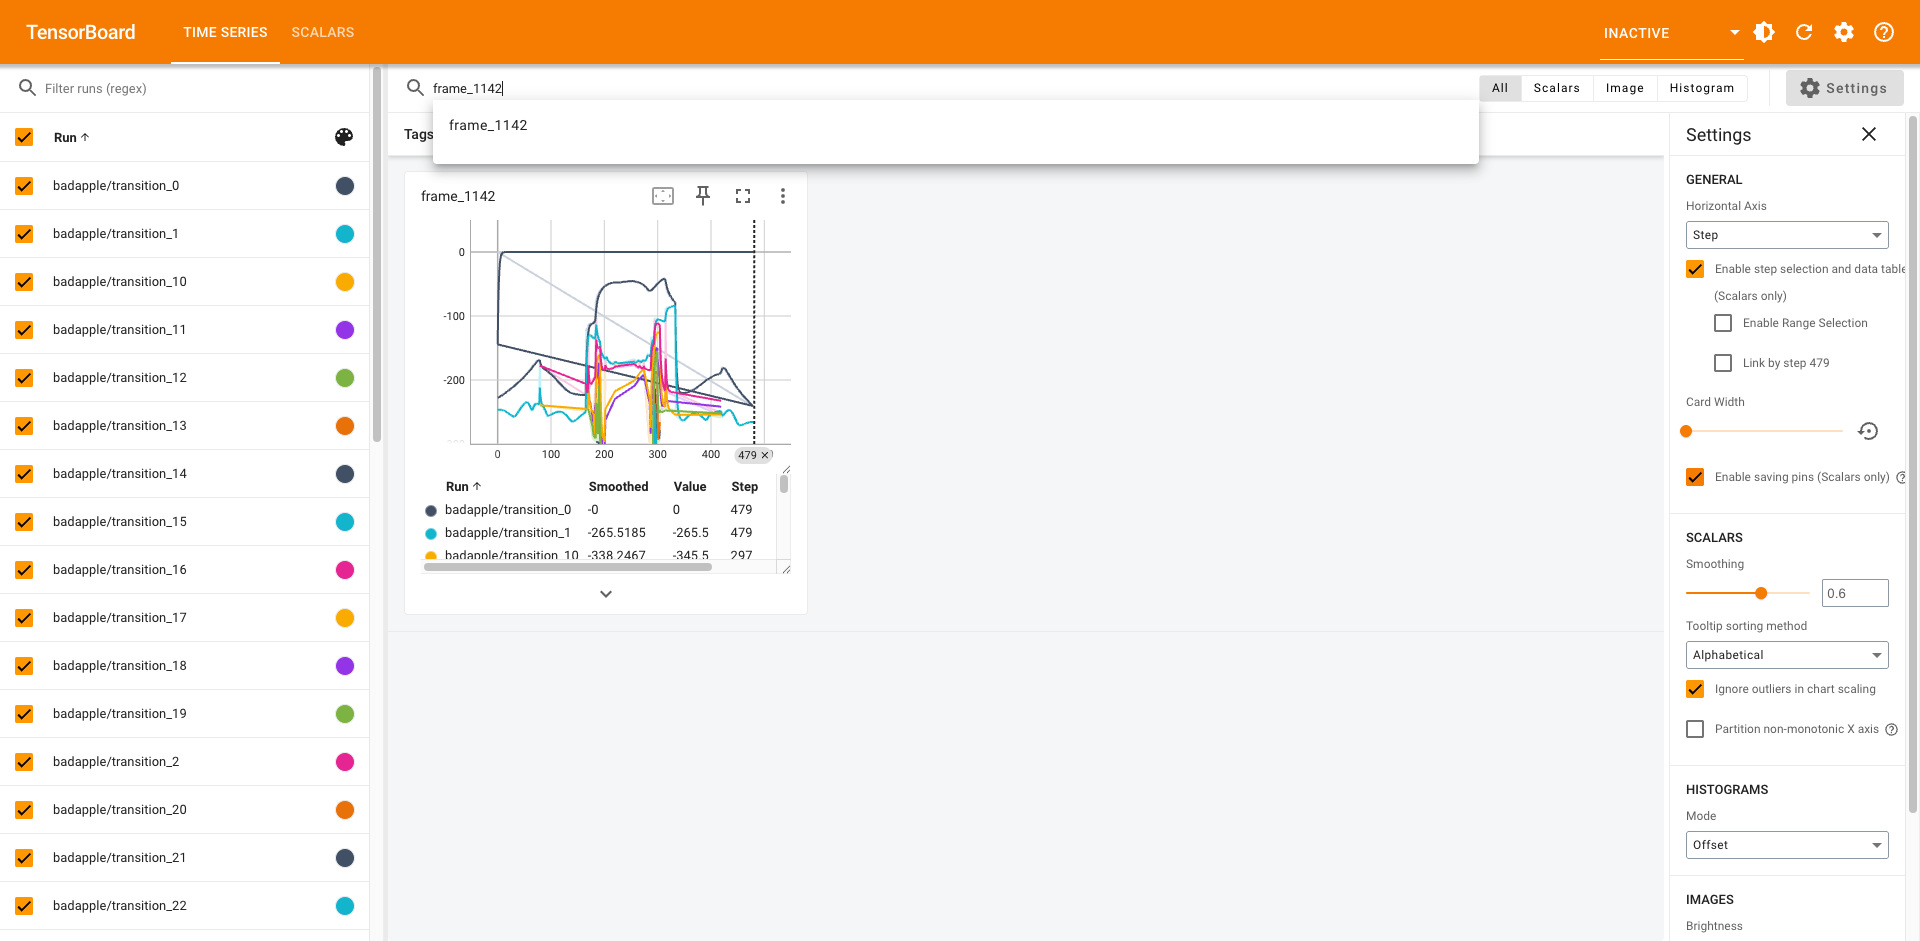 TensorBoard
TIME SERIES
SCALARS
INACTIVE
Filter runs (regex)
Run
badapple/transition_0
badapple/transition_1
badapple/transition_10
badapple/transition_11
badapple/transition_12
badapple/transition_13
badapple/transition_14
badapple/transition_15
badapple/transition_16
badapple/transition_17
badapple/transition_18
badapple/transition_19
badapple/transition_2
badapple/transition_20
badapple/transition_21
badapple/transition_22
frame_1142
frame_1142
All
Scalars
Image
Histogram
Settings
Tags
frame_1142
0
-100
-200
0
100
200
300
400
479
Run Smoothed Value Step
badapple/transition_0 -0 0 479
badapple/transition_1 -265.5185 -265.5 479
badapple/transition_10 -338.2467 -345.5 297
Settings
GENERAL
Horizontal Axis
Step
Enable step selection and data table
(Scalars only)
Enable Range Selection
Link by step 479
Card Width
Enable saving pins (Scalars only)
SCALARS
Smoothing
0.6
Tooltip sorting method
Alphabetical
Ignore outliers in chart scaling
Partition non-monotonic X axis
HISTOGRAMS
Mode
Offset
IMAGES
Brightness